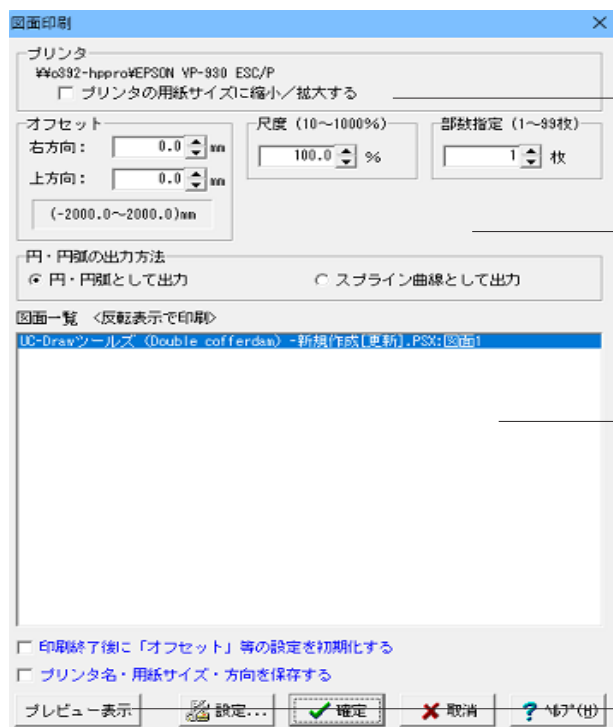 図面印刷
プリンタ
¥¥o392-hppro¥EPSON VP-930 ESC/P
プリンタの用紙サイズに縮小／拡大する
オフセット
右方向： 0.0 mm
上方向： 0.0 mm
(-2000.0～2000.0)mm
尺度（10～1000%）
100.0 %
部数指定（1～99枚）
1 枚
円・円弧の出力方法
円・円弧として出力 スプライン曲線として出力
図面一覧 <反転表示で印刷>
UC-Drawツールズ（Double cofferdam）-新規作成[更新].PSX:図面1
印刷終了後に「オフセット」等の設定を初期化する
プリンタ名・用紙サイズ・方向を保存する
プレビュー表示 設定... 確定 取消 ? ﾍﾙﾌﾟ(H)